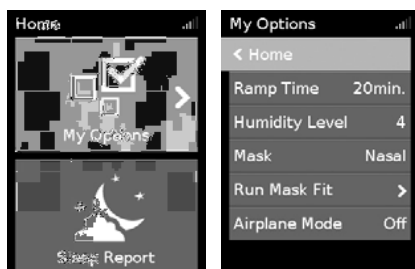 Home
My Options
Sleep Report
My Options
< Home
Ramp Time 20min.
Humidity Level 4
Mask Nasal
Run Mask Fit >
Airplane Mode Off